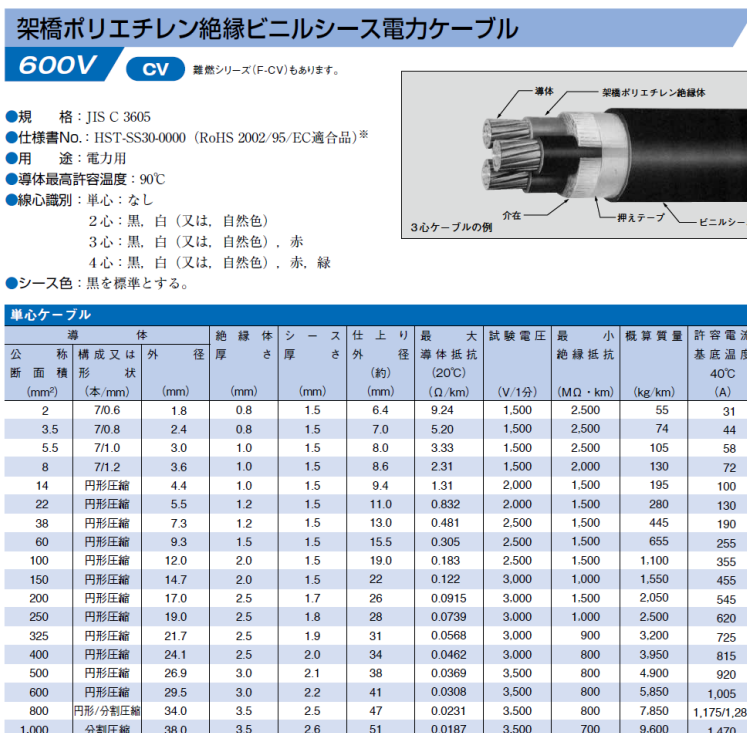 架橋ポリエチレン絶縁ビニルシース電力ケーブル
600V CV 難燃シリーズ(F-CV)もあります。
●規　格：JIS C 3605
●仕様書No.：HST-SS30-0000（RoHS 2002/95/EC適合品）※
●用　途：電力用
●導体最高許容温度：90℃
●線心識別：単心：なし
2心：黒，白（又は，自然色）
3心：黒，白（又は，自然色），赤
4心：黒，白（又は，自然色），赤，緑
●シース色：黒を標準とする。
導体 架橋ポリエチレン絶縁体
介在 押えテープ ビニルシー
3心ケーブルの例
単心ケーブル
導体 絶縁体 シース 仕上り 最大 試験電圧 最小 概算質量 許容電流
公称 構成又は 外径 厚さ 厚さ 外径 導体抵抗 絶縁抵抗 基底温度
断面積 形状 (約) (20℃) 40℃
(mm²) (本/mm) (mm) (mm) (mm) (mm) (Ω/km) (V/1分) (MΩ・km) (kg/km) (A)
2 7/0.6 1.8 0.8 1.5 6.4 9.24 1,500 2,500 55 31
3.5 7/0.8 2.4 0.8 1.5 7.0 5.20 1,500 2,500 74 44
5.5 7/1.0 3.0 1.0 1.5 8.0 3.33 1,500 2,500 105 58
8 7/1.2 3.6 1.0 1.5 8.6 2.31 1,500 2,000 130 72
14 円形圧縮 4.4 1.0 1.5 9.4 1.31 2,000 1,500 195 100
22 円形圧縮 5.5 1.2 1.5 11.0 0.832 2,000 1,500 280 130
38 円形圧縮 7.3 1.2 1.5 13.0 0.481 2,500 1,500 445 190
60 円形圧縮 9.3 1.5 1.5 15.5 0.305 2,500 1,500 655 255
100 円形圧縮 12.0 2.0 1.5 19.0 0.183 2,500 1,500 1,100 355
150 円形圧縮 14.7 2.0 1.5 22 0.122 3,000 1,000 1,550 455
200 円形圧縮 17.0 2.5 1.7 26 0.0915 3,000 1,500 2,050 545
250 円形圧縮 19.0 2.5 1.8 28 0.0739 3,000 1,000 2,500 620
325 円形圧縮 21.7 2.5 1.9 31 0.0568 3,000 900 3,200 725
400 円形圧縮 24.1 2.5 2.0 34 0.0462 3,000 800 3,950 815
500 円形圧縮 26.9 3.0 2.1 38 0.0369 3,500 800 4,900 920
600 円形圧縮 29.5 3.0 2.2 41 0.0308 3,500 800 5,850 1,005
800 円形/分割圧縮 34.0 3.5 2.5 47 0.0231 3,500 800 7,850 1,175/1,28
1,000 分割圧縮 38.0 3.5 2.6 51 0.0187 3,500 700 9,600 1,470